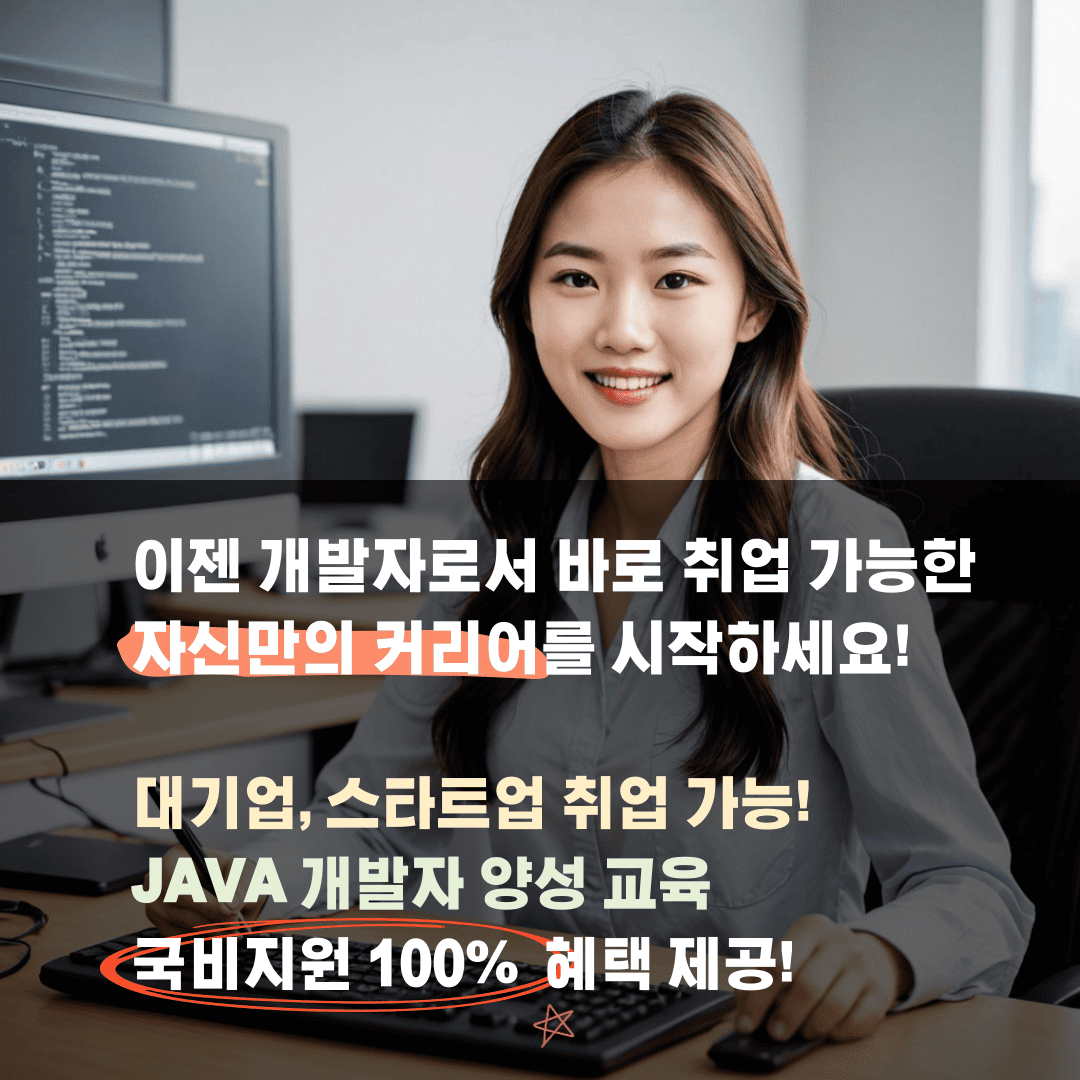 이젠 개발자로서 바로 취업 가능한
자신만의 커리어를 시작하세요!
대기업, 스타트업 취업 가능!
JAVA 개발자 양성 교육
국비지원 100% 혜택 제공!